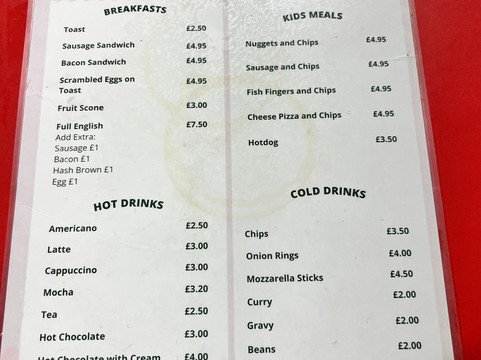 BREAKFASTS
Toast £2.50
Sausage Sandwich £4.95
Bacon Sandwich £4.95
Scrambled Eggs on £4.95
Toast
Fruit Scone £3.00
Full English £7.50
Add Extra:
Sausage £1
Bacon £1
Hash Brown £1
Egg £1
HOT DRINKS
Americano £2.50
Latte £3.00
Cappuccino £3.00
Mocha £3.20
Tea £2.50
Hot Chocolate £3.00
Hot Chocolate with Cream £4.00
KIDS MEALS
Nuggets and Chips £4.95
Sausage and Chips £4.95
Fish Fingers and Chips £4.95
Cheese Pizza and Chips £4.95
Hotdog £3.50
COLD DRINKS
Chips £3.50
Onion Rings £4.00
Mozzarella Sticks £4.50
Curry £2.00
Gravy £2.00
Beans £2.00